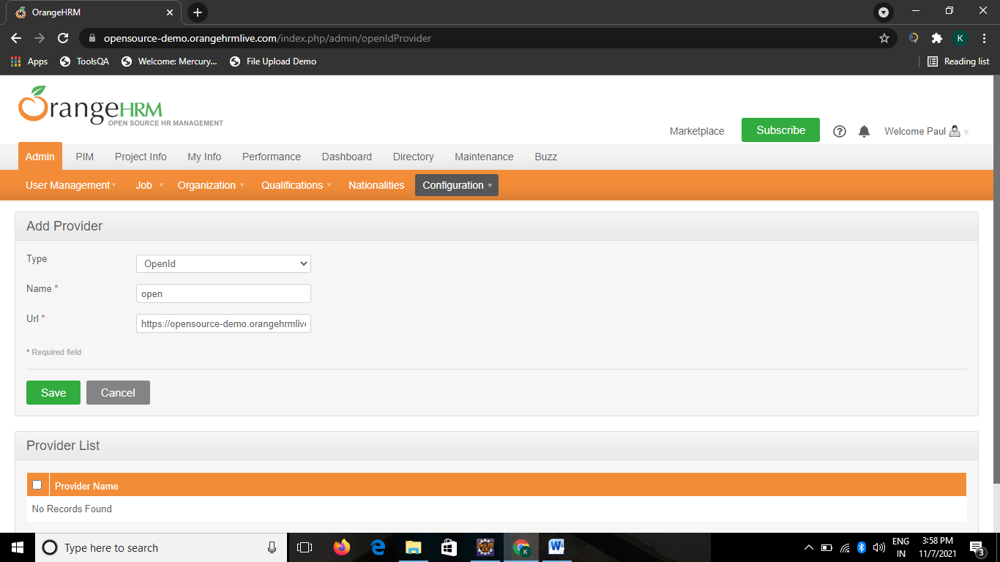 OrangeHRM
opensource-demo.orangehrmlive.com/index.php/admin/openIdProvider
K
Apps ToolsQA Welcome: Mercury... File Upload Demo Reading list
OrangeHRM
OPEN SOURCE HR MANAGEMENT
Marketplace Subscribe ? Welcome Paul
Admin PIM Project Info My Info Performance Dashboard Directory Maintenance Buzz
User Management Job Organization Qualifications Nationalities Configuration
Add Provider
Type OpenId
Name * open
Url * https://opensource-demo.orangehrmlive
* Required field
Save Cancel
Provider List
Provider Name
No Records Found
Type here to search
ENG
IN
3:58 PM
11/7/2021
3